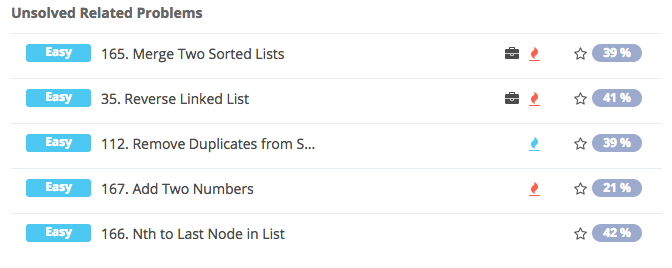 Unsolved Related Problems
Easy 165. Merge Two Sorted Lists 39 %
Easy 35. Reverse Linked List 41 %
Easy 112. Remove Duplicates from S... 39 %
Easy 167. Add Two Numbers 21 %
Easy 166. Nth to Last Node in List 42 %